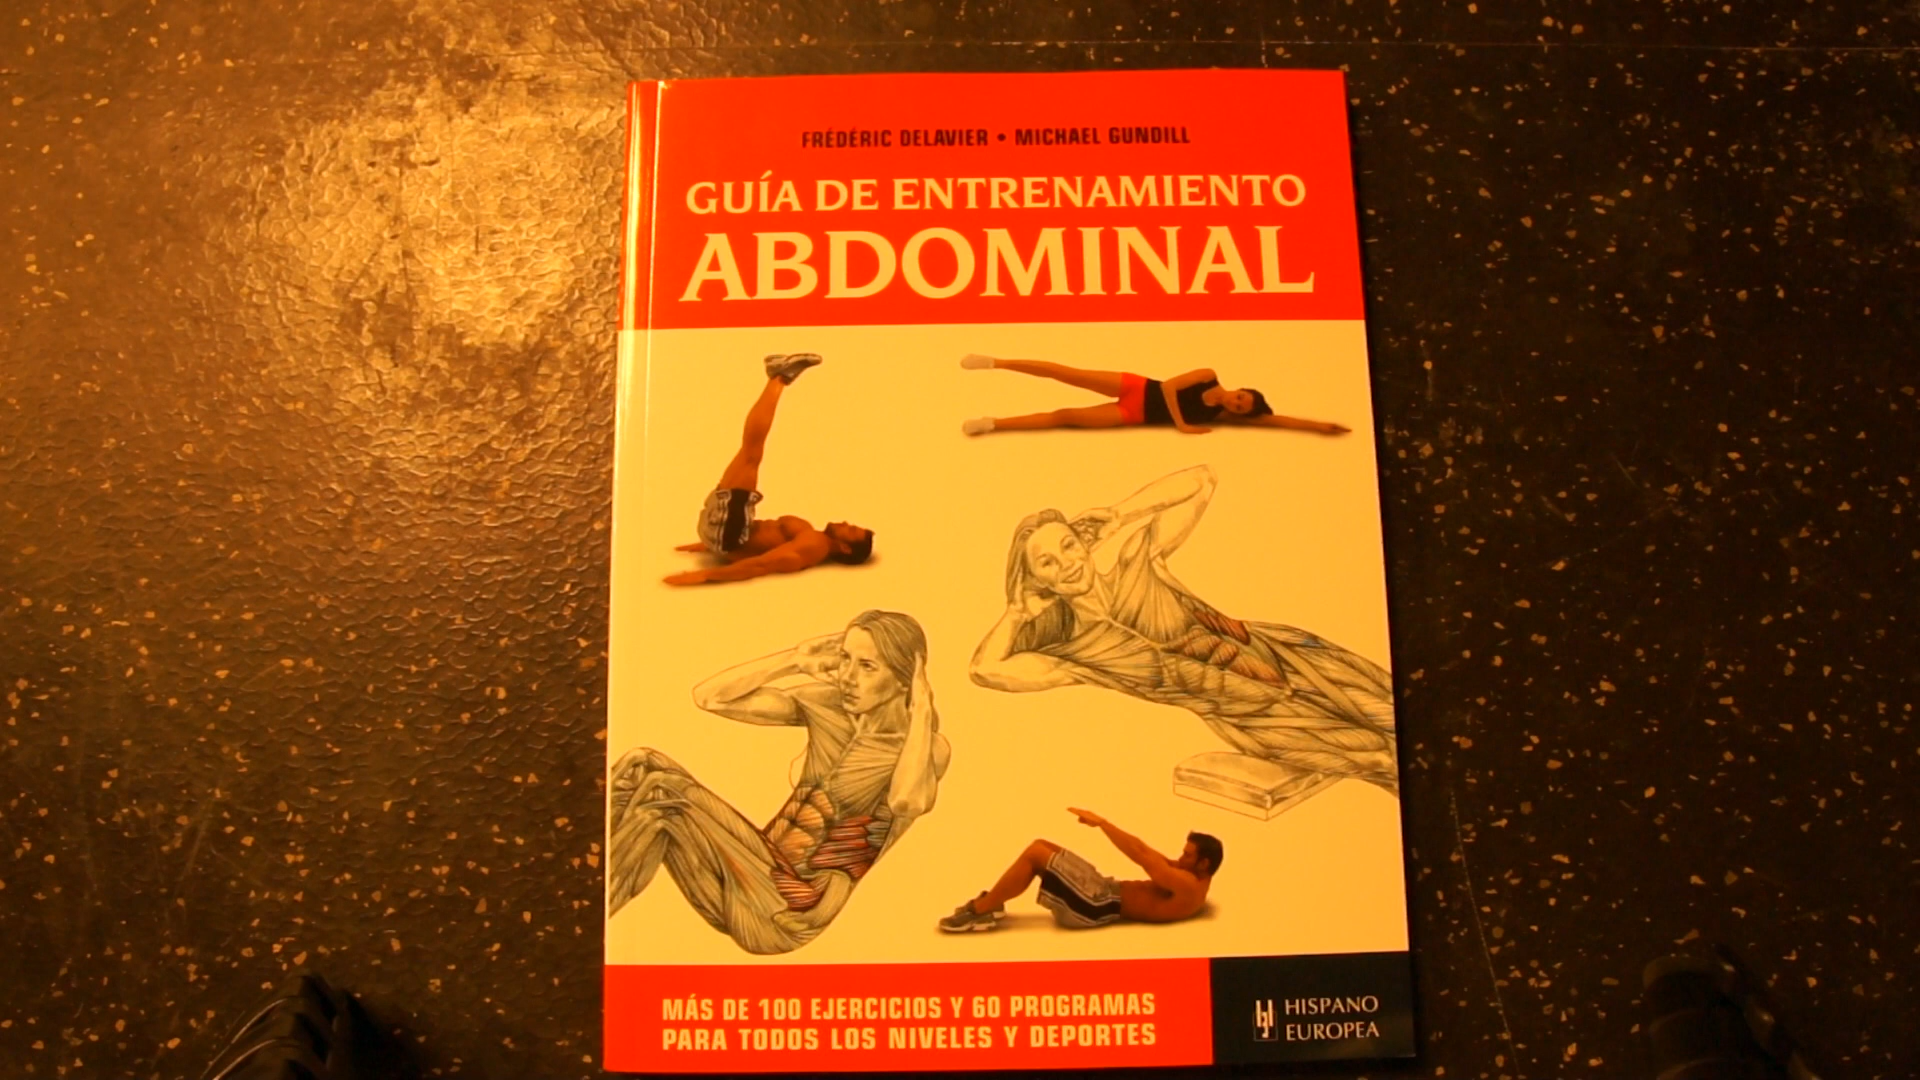 FRÉDÉRIC DELAVIER • MICHAEL GUNDILL
GUÍA DE ENTRENAMIENTO
ABDOMINAL
MÁS DE 100 EJERCICIOS Y 60 PROGRAMAS
PARA TODOS LOS NIVELES Y DEPORTES
HISPANO
EUROPEA